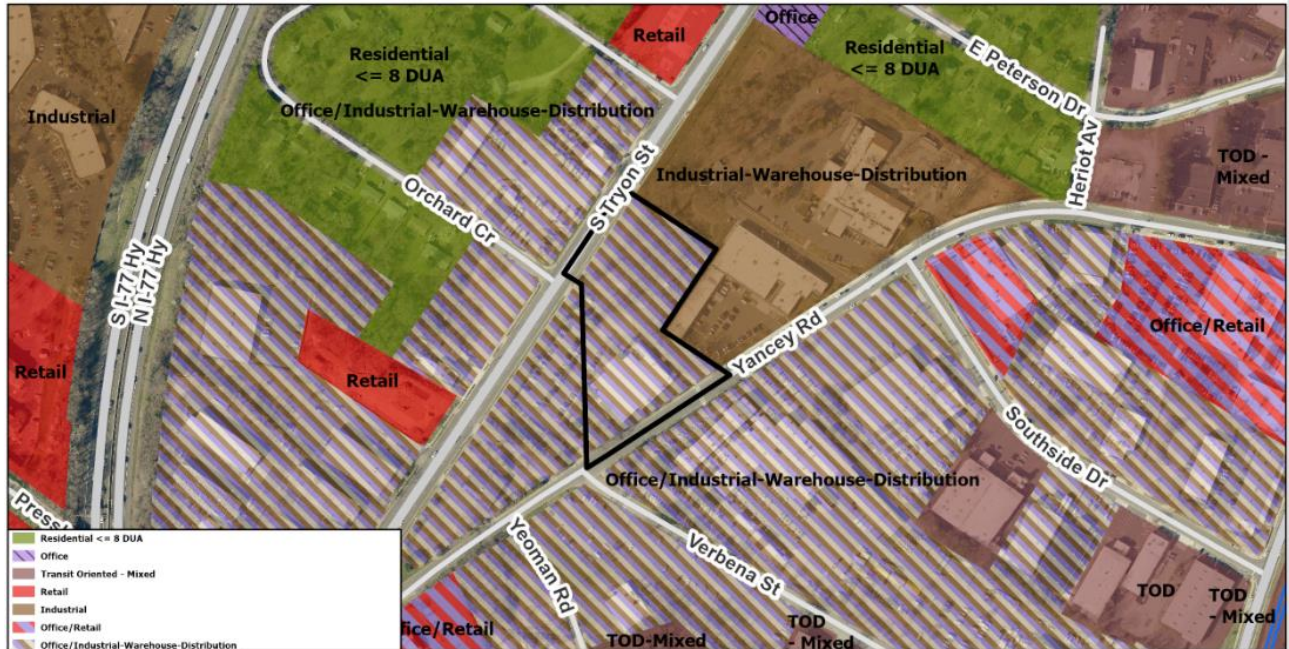 Office
Retail
Residential
<= 8 DUA
Residential
<= 8 DUA
E Peterson Dr
Industrial
Office/Industrial-Warehouse-Distribution
S Tryon St
Industrial-Warehouse-Distribution
Heriot Av
TOD -
Mixed
Orchard Cr
S I-77 Hy
N I-77 Hy
Retail
Retail
Yancey Rd
Office/Retail
Southside Dr
Office/Industrial-Warehouse-Distribution
Yeoman Rd
Verbena St
TOD
TOD
- Mixed
TOD-Mixed
TOD
- Mixed
fice/Retail
Residential <= 8 DUA
Office
Transit Oriented - Mixed
Retail
Industrial
Office/Retail
Office/Industrial-Warehouse-Distribution